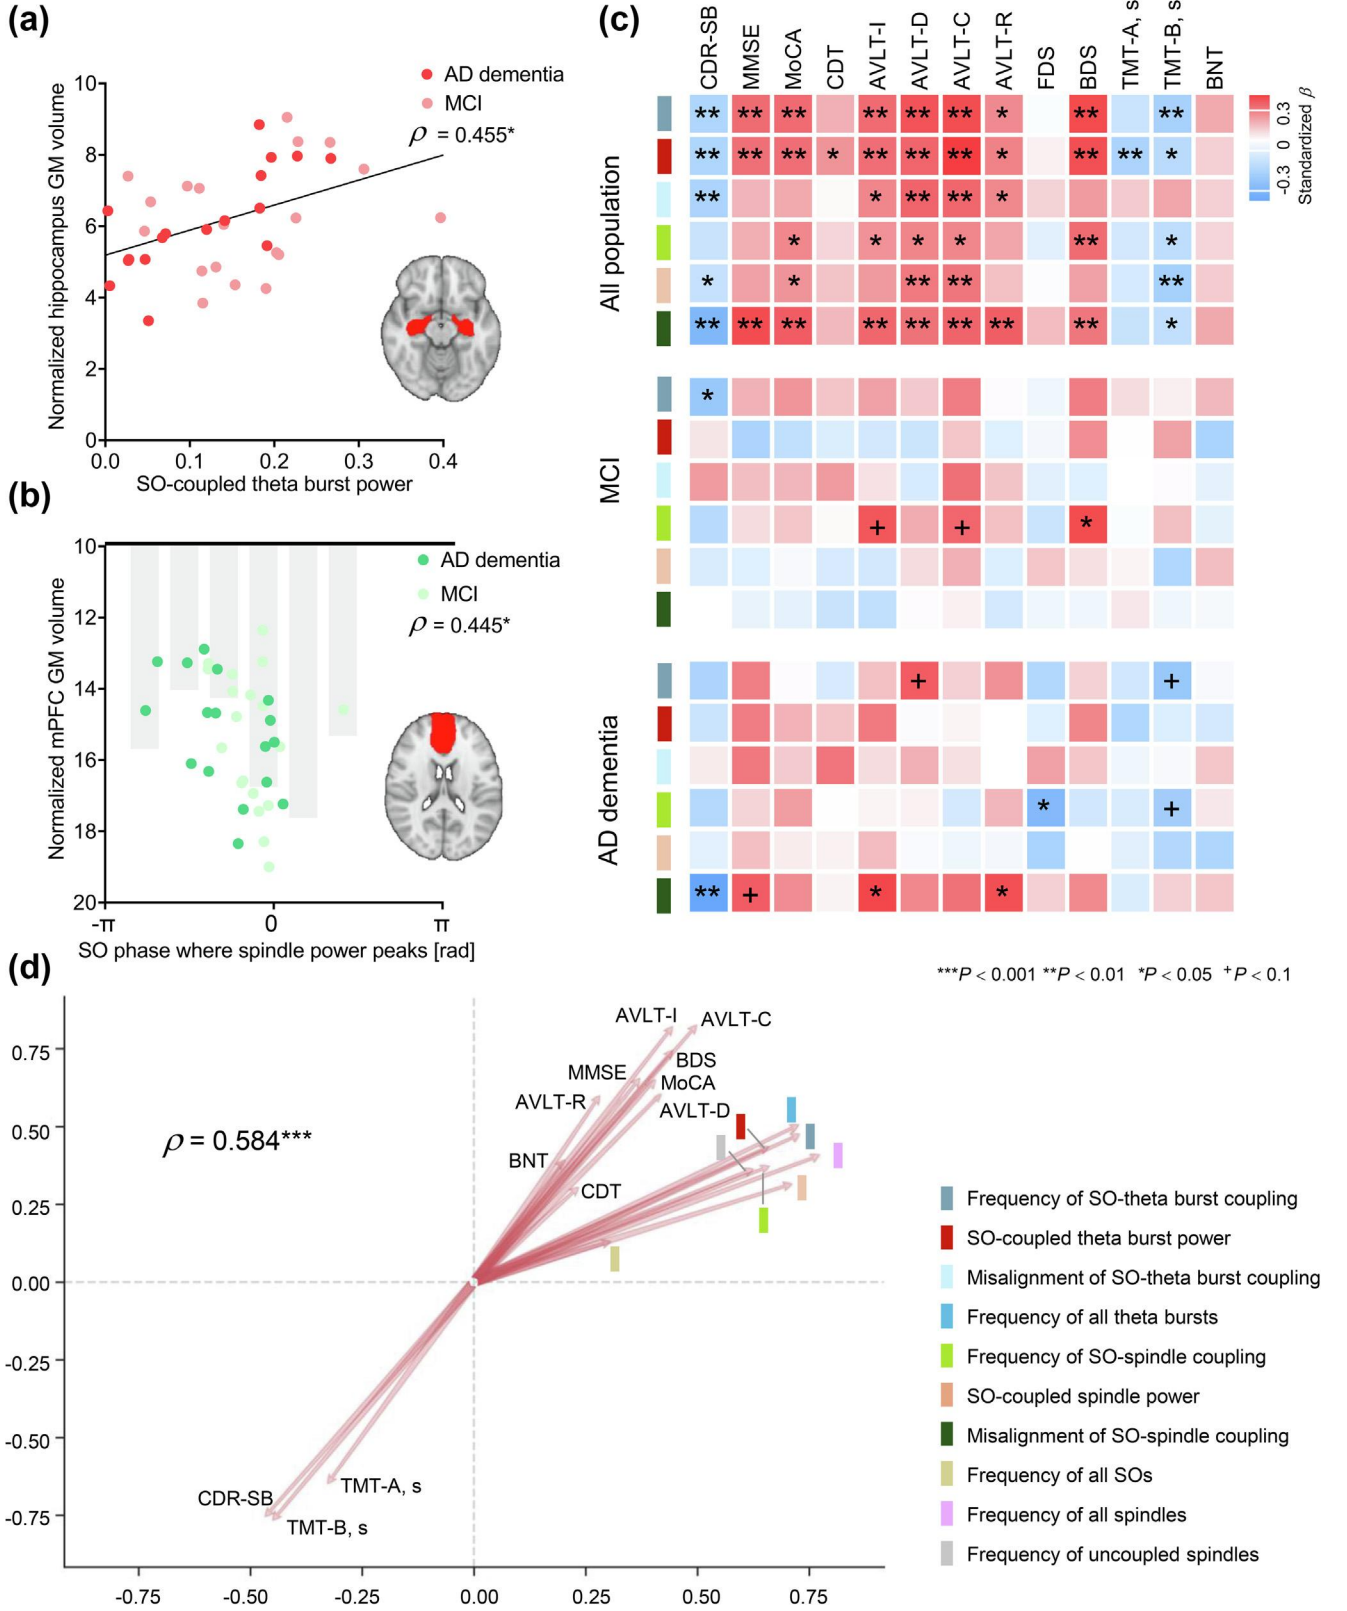 (a)
AD dementia
MCI
ρ = 0.455*
Normalized hippocampus GM volume
10
8
6
4
2
0
0.0 0.1 0.2 0.3 0.4
SO-coupled theta burst power
(b)
AD dementia
MCI
ρ = 0.445*
Normalized mPFC GM volume
10
12
14
16
18
20
-π 0 π
SO phase where spindle power peaks [rad]
(c)
CDR-SB MMSE MoCA CDT AVLT-I AVLT-D AVLT-C AVLT-R FDS BDS TMT-A, s TMT-B, s BNT
All population
** ** ** ** ** ** * ** **
** ** ** * ** ** ** * ** ** *
** * ** ** *
* * * * ** *
* * ** ** **
** ** ** ** ** ** ** ** *
MCI
*
+ + *
AD dementia
+ +
* +
** + * *
0.3
0
-0.3
Standardized β
***P < 0.001 **P < 0.01 *P < 0.05 +P < 0.1
(d)
ρ = 0.584***
0.75
0.50
0.25
0.00
-0.25
-0.50
-0.75
-0.75 -0.50 -0.25 0.00 0.25 0.50 0.75
AVLT-I
AVLT-C
BDS
MMSE
MoCA
AVLT-R
AVLT-D
BNT
CDT
TMT-A, s
CDR-SB
TMT-B, s
Frequency of SO-theta burst coupling
SO-coupled theta burst power
Misalignment of SO-theta burst coupling
Frequency of all theta bursts
Frequency of SO-spindle coupling
SO-coupled spindle power
Misalignment of SO-spindle coupling
Frequency of all SOs
Frequency of all spindles
Frequency of uncoupled spindles